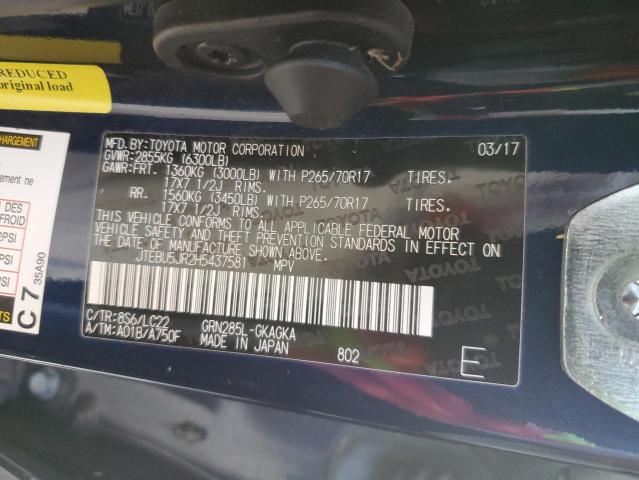 REDUCED
original load
CHARGEMENT
ement ne
C 7
35A90
MFD.BY:TOYOTA MOTOR CORPORATION 03/17
GVWR:2855KG (6300LB)
GAWR:FRT. 1360KG (3000LB) WITH P265/70R17 TIRES.
17X7 1/2J RIMS.
RR. 1560KG (3450LB) WITH P265/70R17 TIRES.
17X7 1/2J RIMS.
THIS VEHICLE CONFORMS TO ALL APPLICABLE FEDERAL MOTOR
VEHICLE SAFETY AND THEFT PREVENTION STANDARDS IN EFFECT ON
THE DATE OF MANUFACTURE SHOWN ABOVE.
JTEBU5JR2H5437581 MPV
C/TR:8S6/LC22 GRN285L-GKAGKA
A/TM:A01B/A750F MADE IN JAPAN 802
E